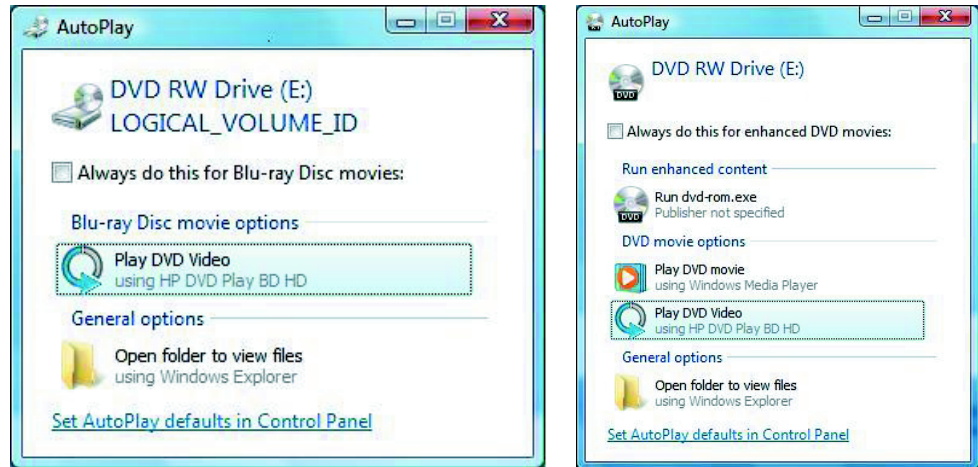 AutoPlay
DVD RW Drive (E:)
LOGICAL_VOLUME_ID
Always do this for Blu-ray Disc movies:
Blu-ray Disc movie options
Play DVD Video
using HP DVD Play BD HD
General options
Open folder to view files
using Windows Explorer
Set AutoPlay defaults in Control Panel
AutoPlay
DVD RW Drive (E:)
DVD
Always do this for enhanced DVD movies:
Run enhanced content
Run dvd-rom.exe
Publisher not specified
DVD
DVD movie options
Play DVD movie
using Windows Media Player
Play DVD Video
using HP DVD Play BD HD
General options
Open folder to view files
using Windows Explorer
Set AutoPlay defaults in Control Panel